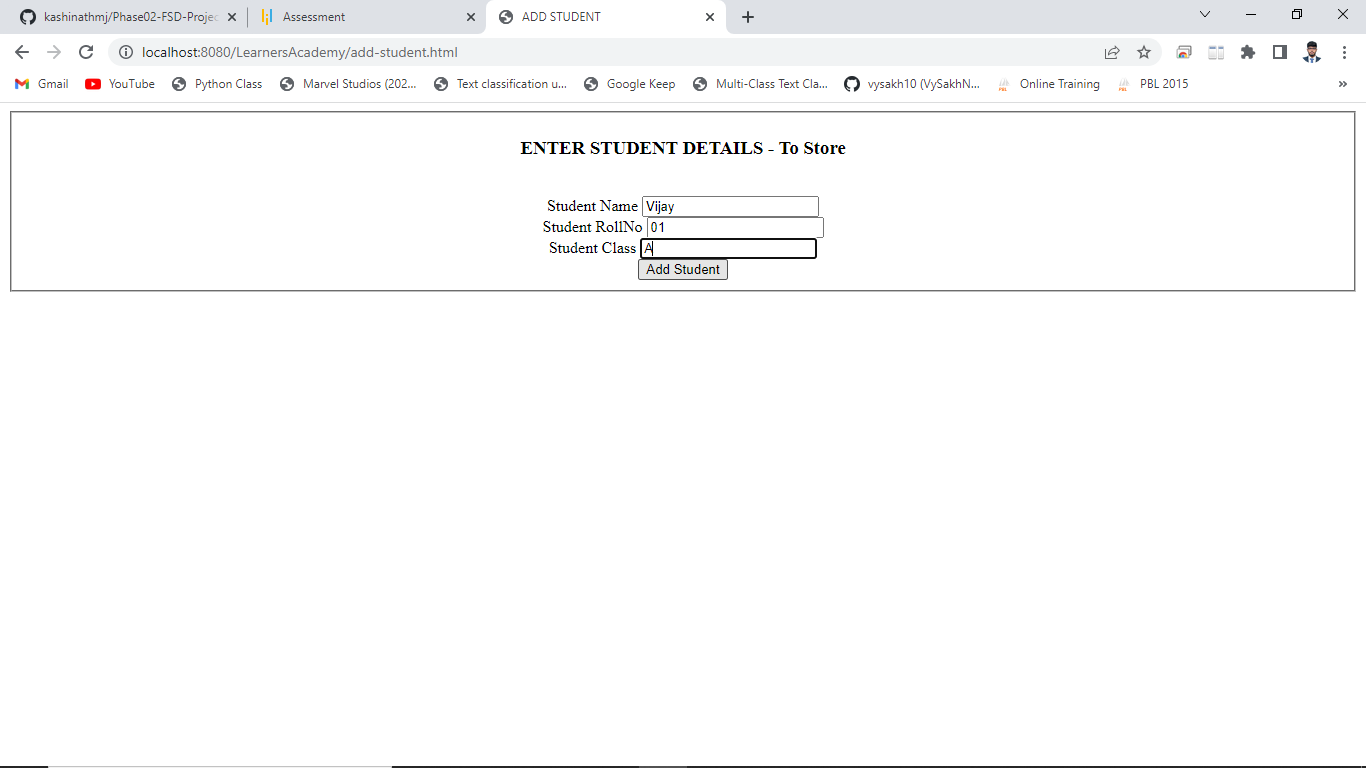 kashinathmj/Phase02-FSD-Projec
Assessment
ADD STUDENT
localhost:8080/LearnersAcademy/add-student.html
Gmail
YouTube
Python Class
Marvel Studios (202...
Text classification u...
Google Keep
Multi-Class Text Cla...
vysakh10 (VySakhN...
Online Training
PBL 2015
»
ENTER STUDENT DETAILS - To Store
Student Name Vijay
Student RollNo 01
Student Class A
Add Student